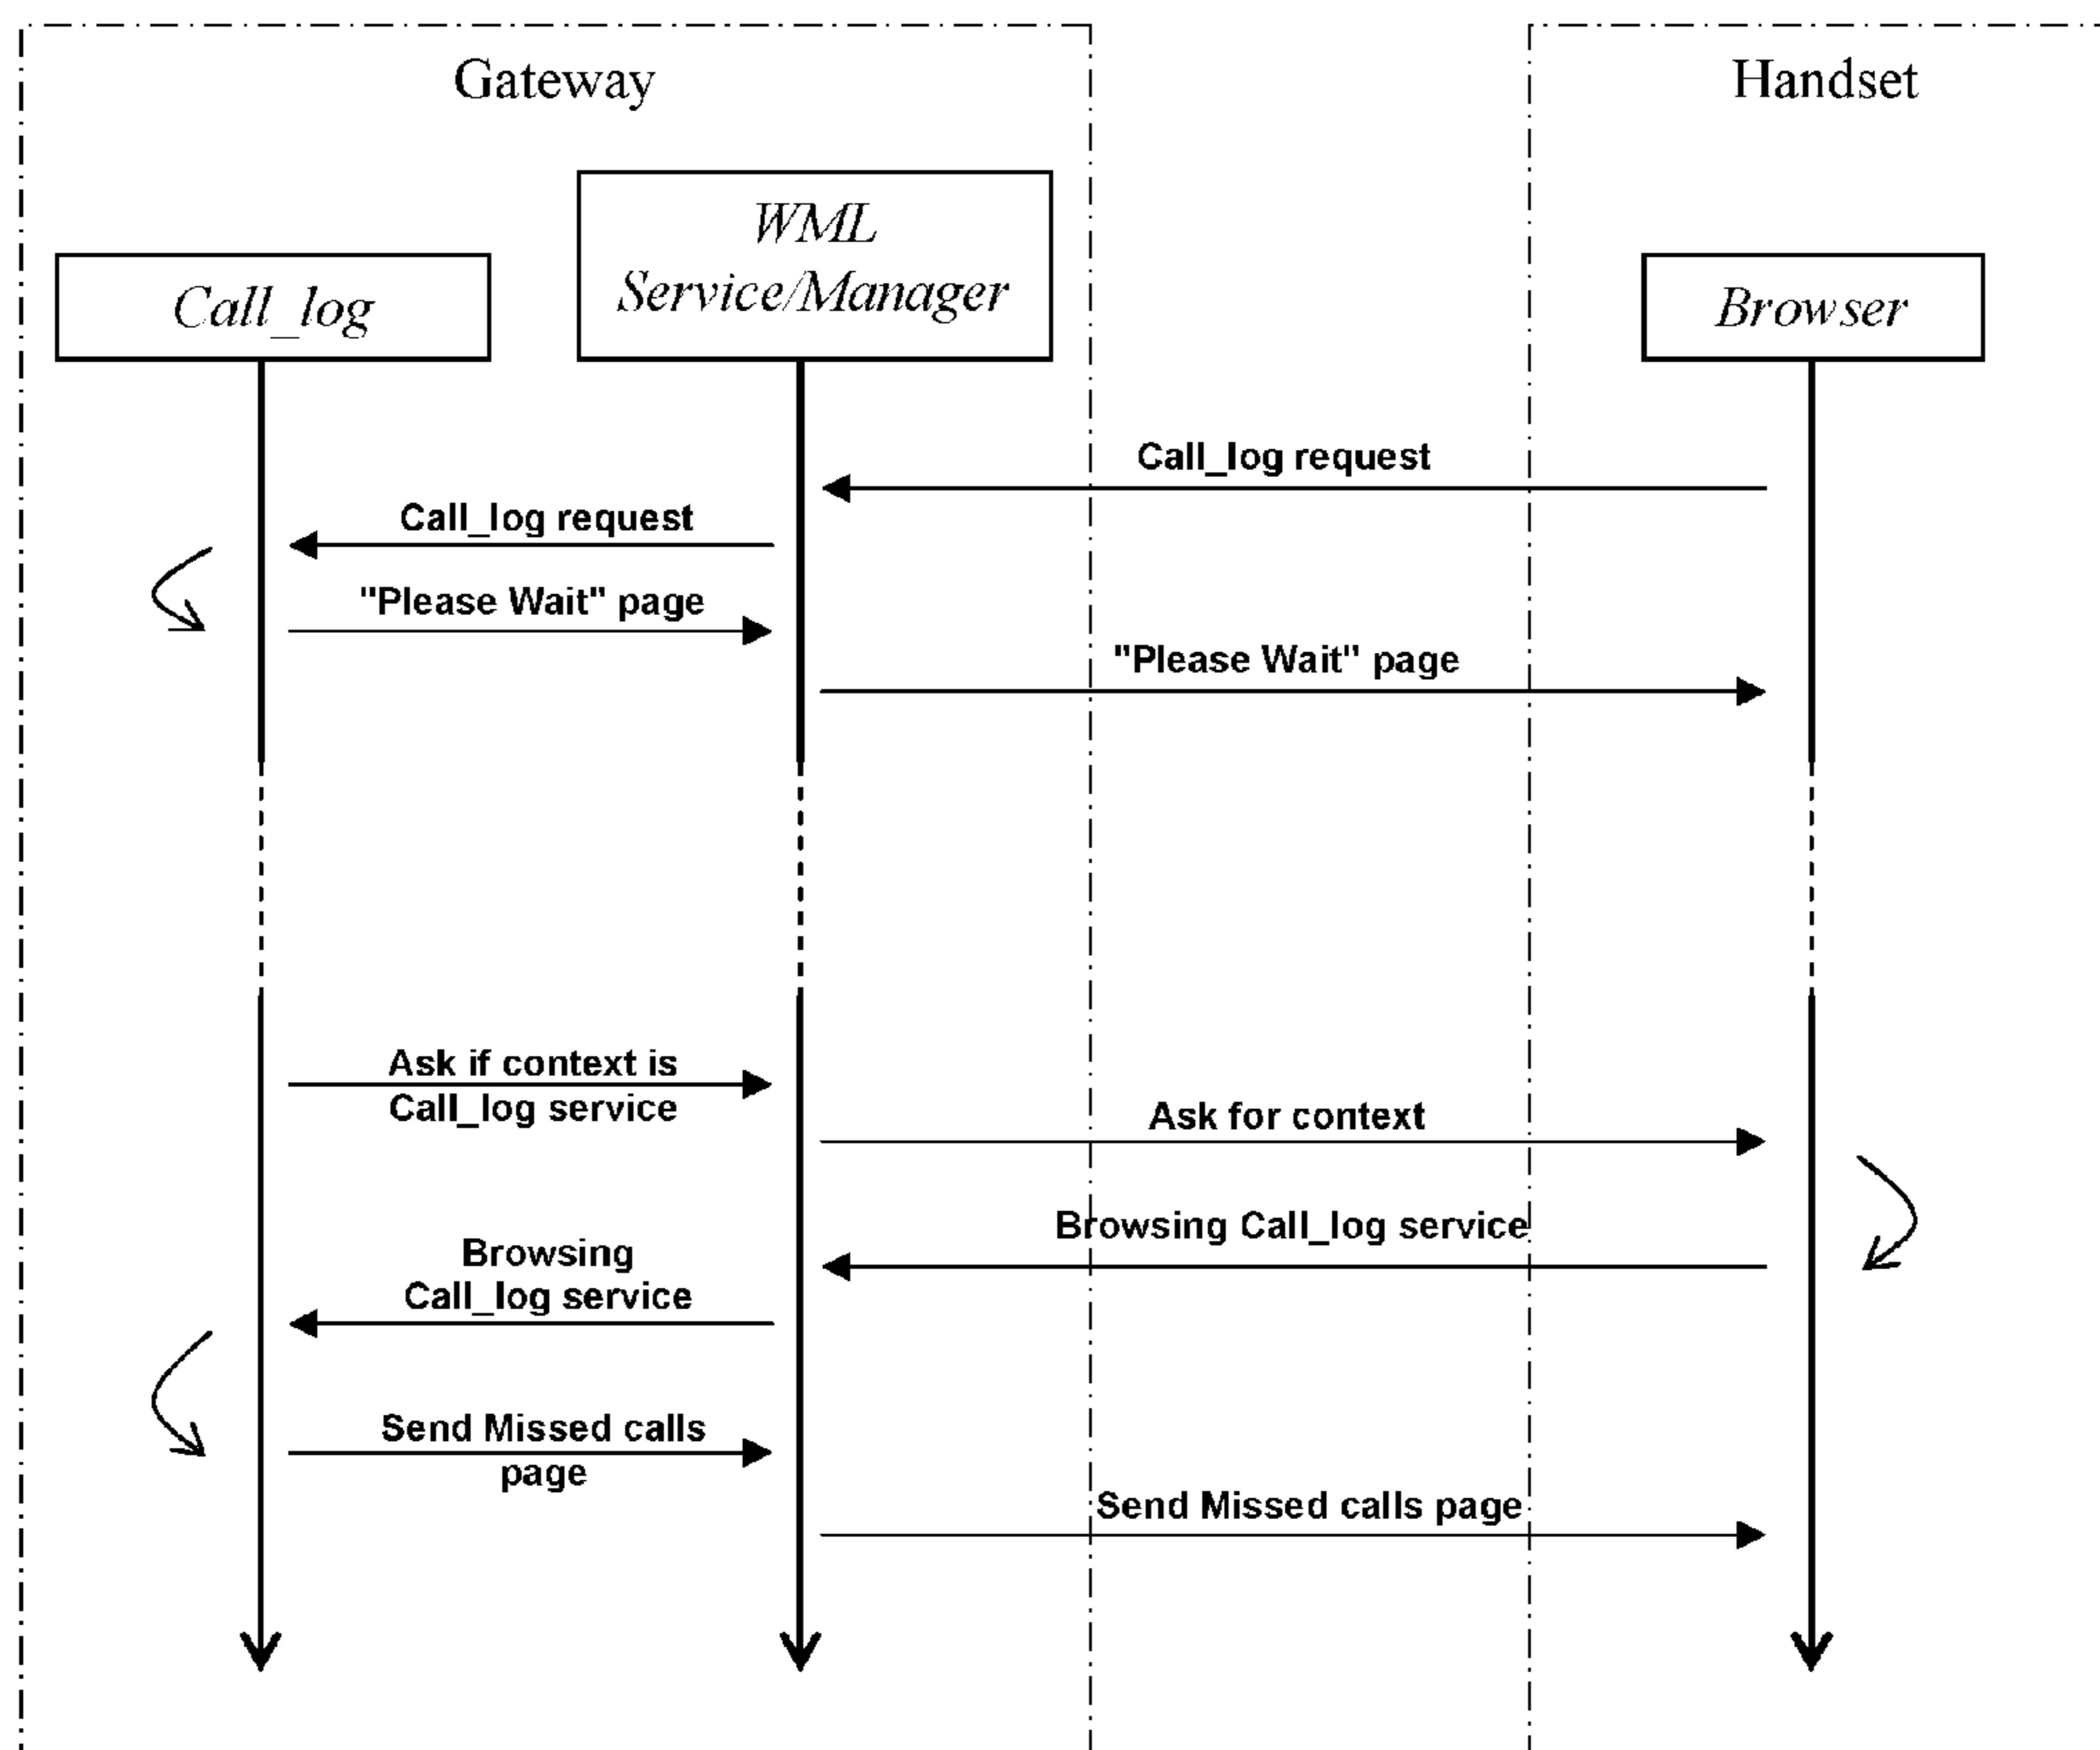 Gateway
Handset
WML
Service/Manager
Call_log
Browser
Call_log request
Call_log request
"Please Wait" page
"Please Wait" page
Ask if context is
Call_log service
Ask for context
Browsing Call_log service
Browsing
Call_log service
Send Missed calls
page
Send Missed calls page